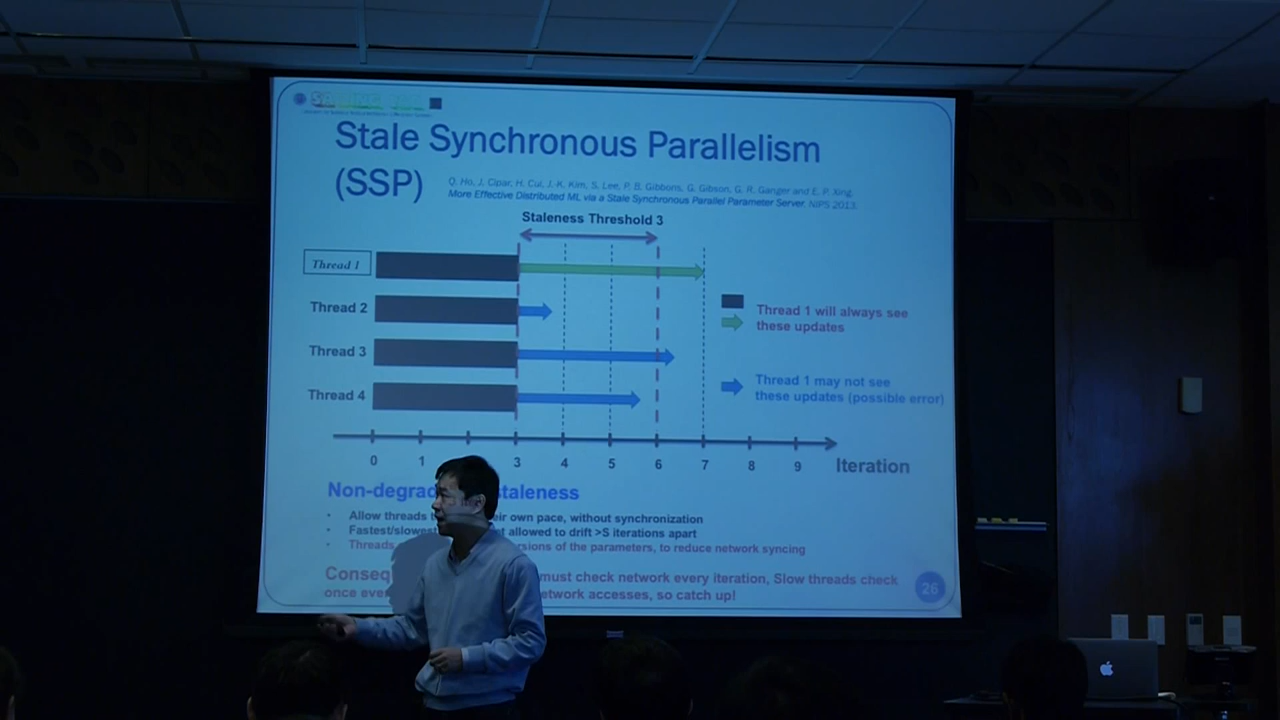 Stale Synchronous Parallelism
(SSP)
Q. Ho, J. Cipar, H. Cui, J.-K. Kim, S. Lee, P. B. Gibbons, G. Gibson, G. R. Ganger and E. P. Xing.
More Effective Distributed ML via a Stale Synchronous Parallel Parameter Server. NIPS 2013.
Staleness Threshold 3
Thread 1
Thread 2
Thread 3
Thread 4
Thread 1 will always see
these updates
Thread 1 may not see
these updates (possible error)
0 1 3 4 5 6 7 8 9 Iteration
Non-degra staleness
• Allow threads eir own pace, without synchronization
• Fastest/slowest t allowed to drift >S iterations apart
• Threads rsions of the parameters, to reduce network syncing
Conseq must check network every iteration, Slow threads check
once ever etwork accesses, so catch up!
26